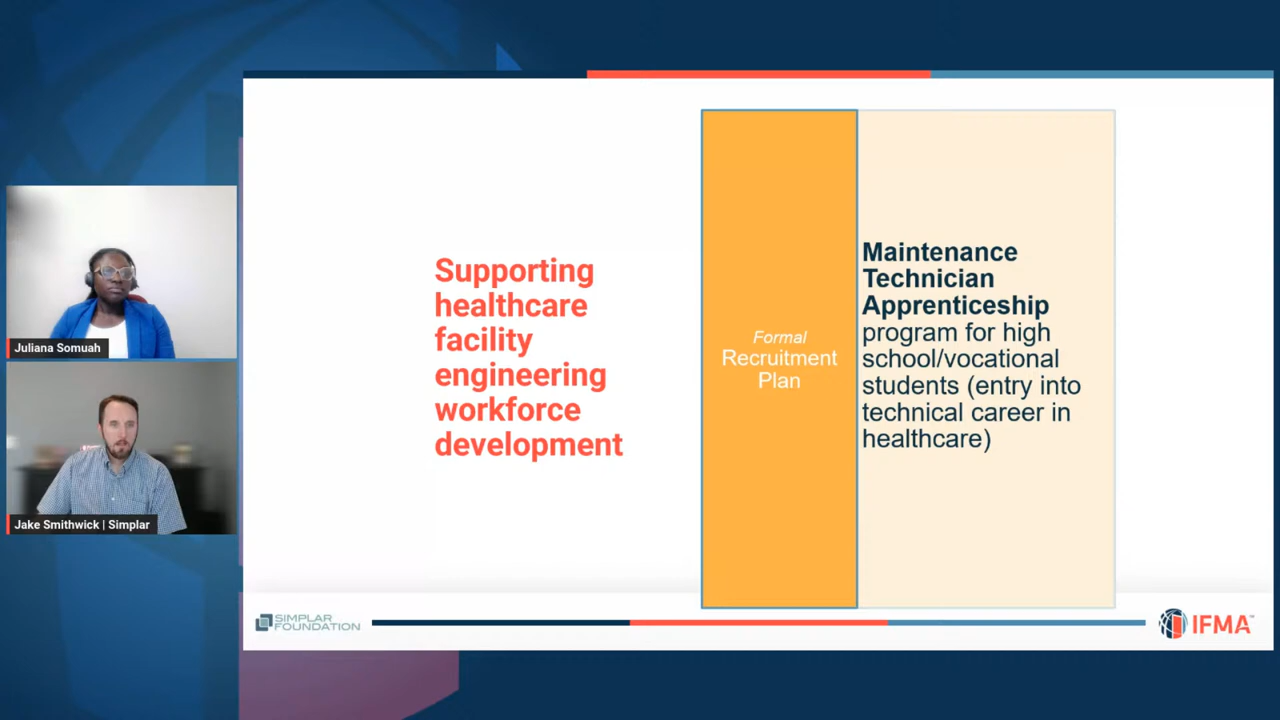 Juliana Somuah
Jake Smithwick | Simplar
Supporting
healthcare
facility
engineering
workforce
development
Formal
Recruitment
Plan
Maintenance
Technician
Apprenticeship
program for high
school/vocational
students (entry into
technical career in
healthcare)
SIMPLAR
FOUNDATION
IFMA™